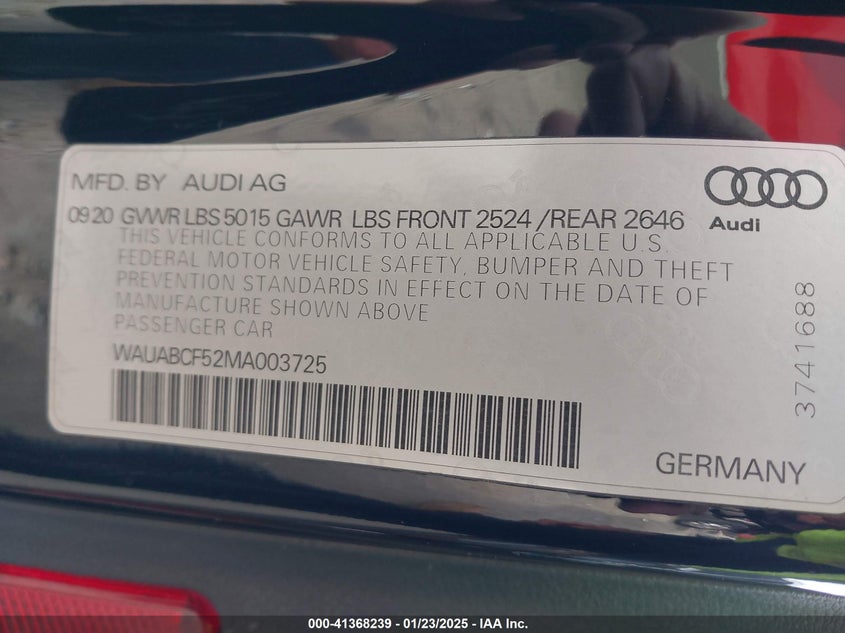 MFD. BY AUDI AG
Audi
0920 GVWR LBS 5015 GAWR LBS FRONT 2524 /REAR 2646
THIS VEHICLE CONFORMS TO ALL APPLICABLE U.S.
FEDERAL MOTOR VEHICLE SAFETY, BUMPER AND THEFT
PREVENTION STANDARDS IN EFFECT ON THE DATE OF
MANUFACTURE SHOWN ABOVE
PASSENGER CAR
WAUABCF52MA003725
3741688
GERMANY
000-41368239 - 01/23/2025 - IAA Inc.